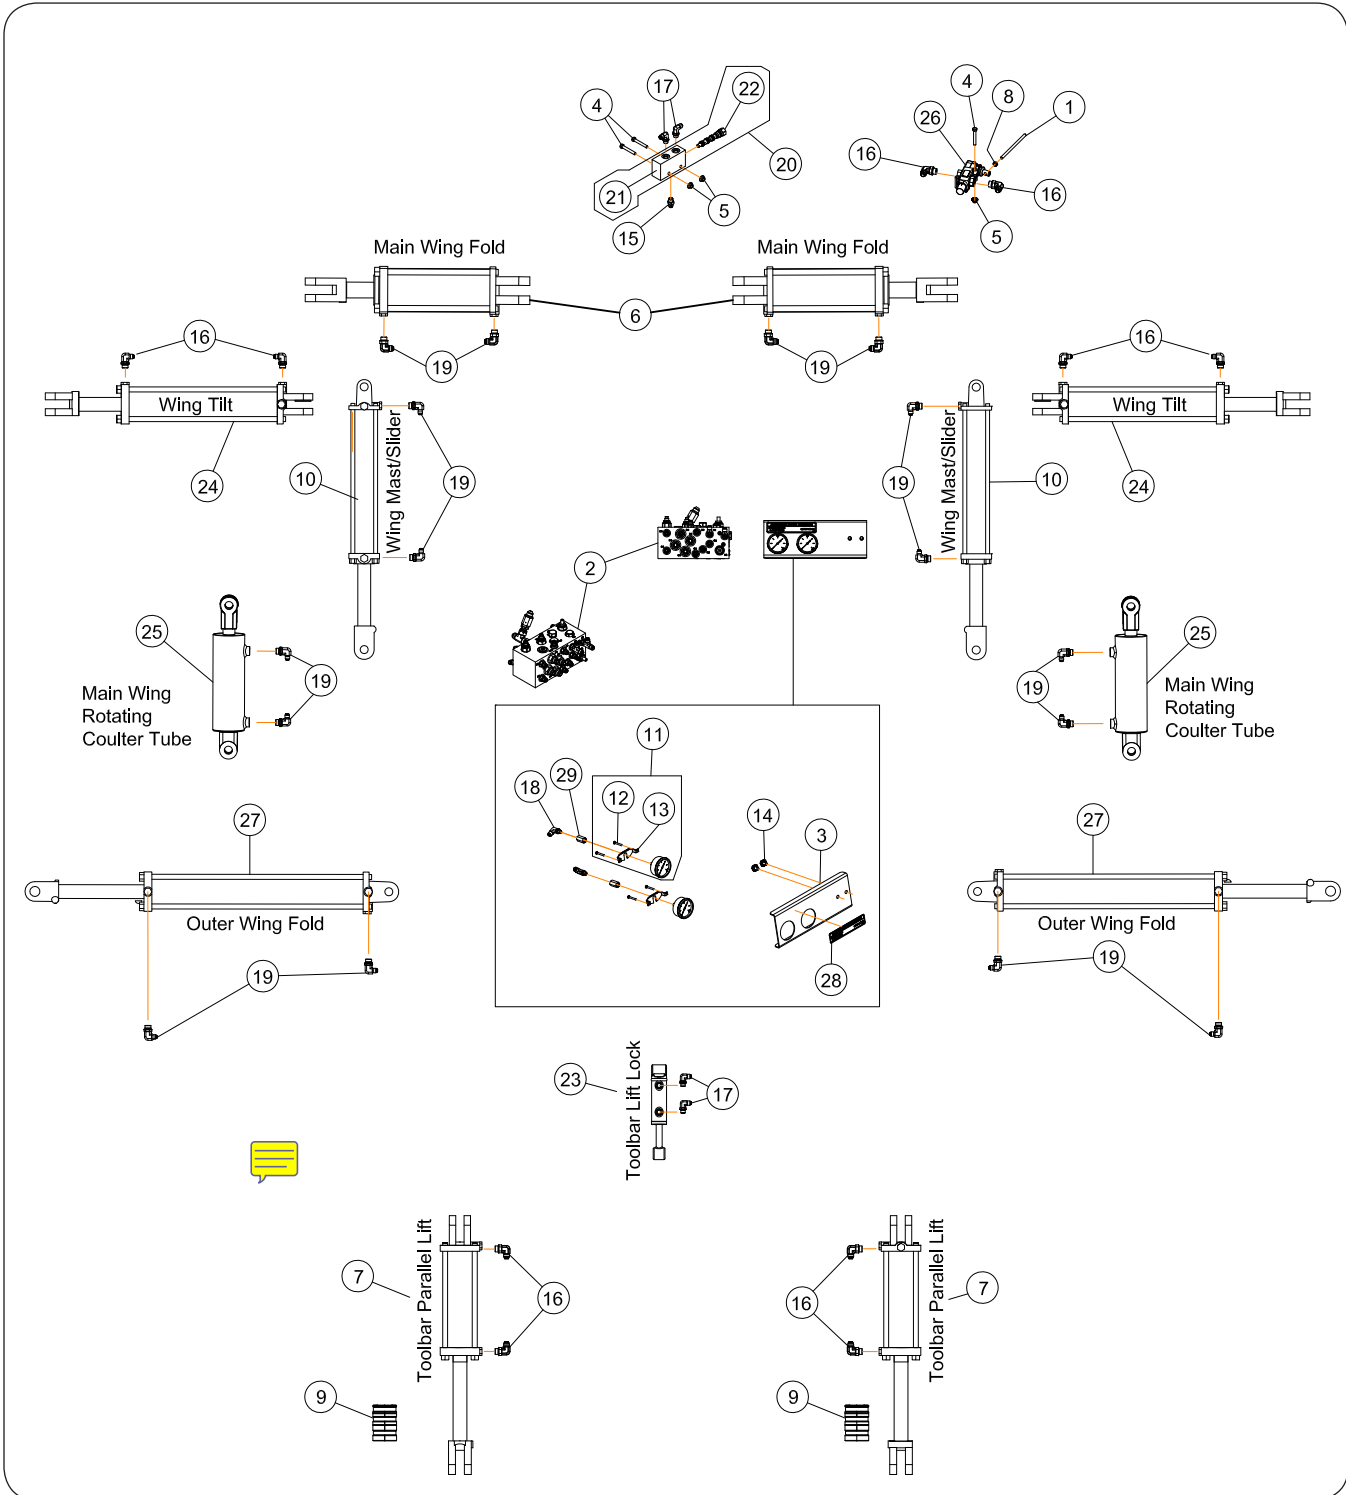 17
22
4
8
1
4
26
16
20
21
5
16
15
5
Main Wing Fold
Main Wing Fold
6
16
19
19
16
Wing Tilt
Wing Tilt
24
10
Wing Mast/Slider
19
19
Wing Mast/Slider
10
24
2
25
19
Main Wing
Rotating
Coulter Tube
19
25
Main Wing
Rotating
Coulter Tube
11
29
18
12
13
14
3
28
27
Outer Wing Fold
19
27
Outer Wing Fold
19
23
Toolbar Lift Lock
17
7
Toolbar Parallel Lift
16
16
Toolbar Parallel Lift
7
9
9